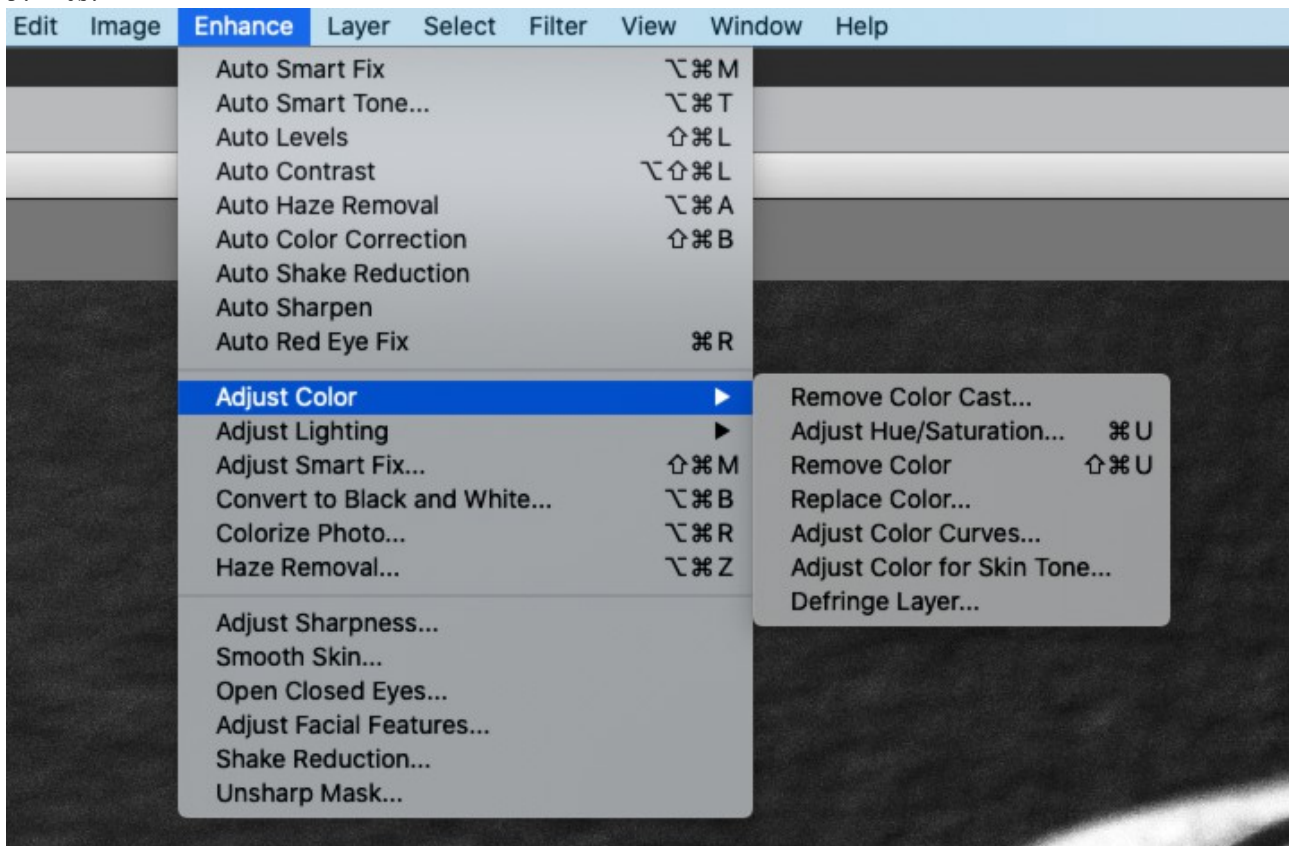 Edit Image Enhance Layer Select Filter View Window Help
Auto Smart Fix ⌥⌘M
Auto Smart Tone... ⌥⌘T
Auto Levels ⇧⌘L
Auto Contrast ⌥⇧⌘L
Auto Haze Removal ⌥⌘A
Auto Color Correction ⇧⌘B
Auto Shake Reduction
Auto Sharpen
Auto Red Eye Fix ⌘R
Adjust Color ▶
Adjust Lighting ▶
Adjust Smart Fix... ⇧⌘M
Convert to Black and White... ⌥⌘B
Colorize Photo... ⌥⌘R
Haze Removal... ⌥⌘Z
Adjust Sharpness...
Smooth Skin...
Open Closed Eyes...
Adjust Facial Features...
Shake Reduction...
Unsharp Mask...
Remove Color Cast...
Adjust Hue/Saturation... ⌘U
Remove Color ⇧⌘U
Replace Color...
Adjust Color Curves...
Adjust Color for Skin Tone...
Defringe Layer...